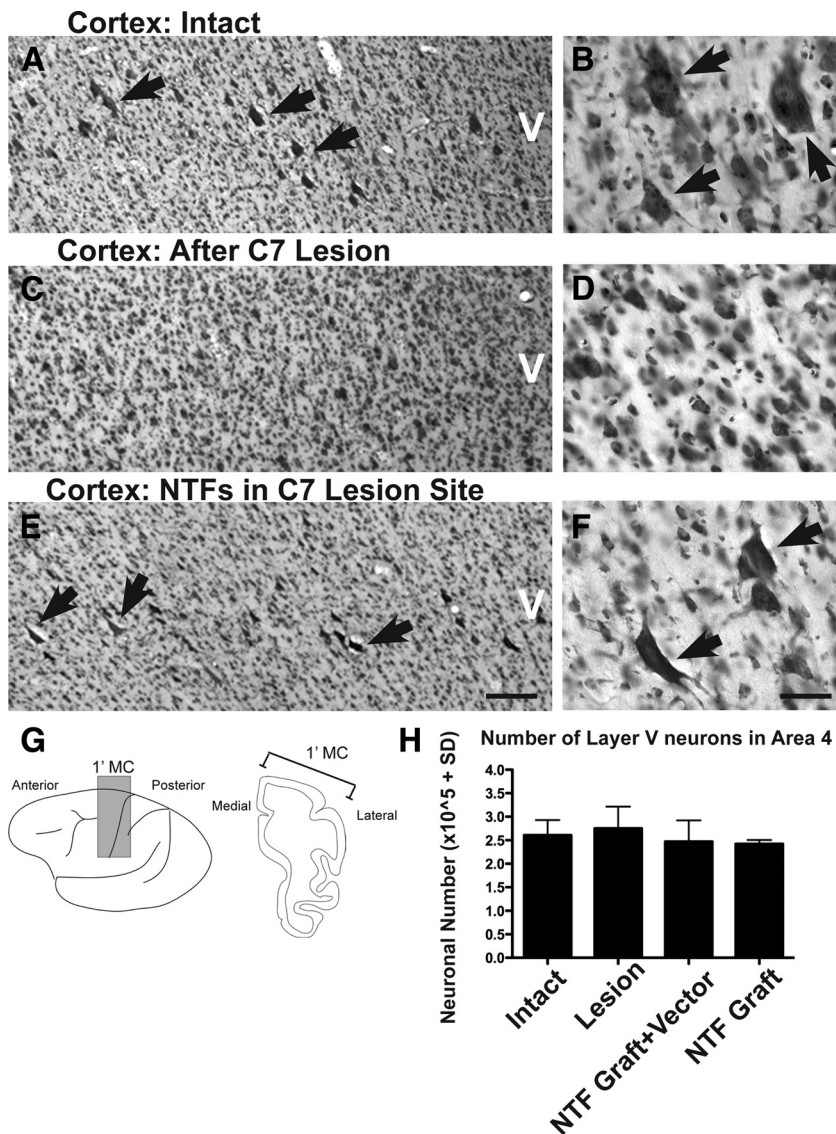 Cortex: Intact
A
B
V
Cortex: After C7 Lesion
C
D
V
Cortex: NTFs in C7 Lesion Site
E
F
V
G
1' MC
Anterior
Posterior
1' MC
Medial
Lateral
H
Number of Layer V neurons in Area 4
Neuronal Number (x10^5 + SD)
4.0
3.5
3.0
2.5
2.0
1.5
1.0
0.5
0.0
Intact
Lesion
NTF Graft+Vector
NTF Graft